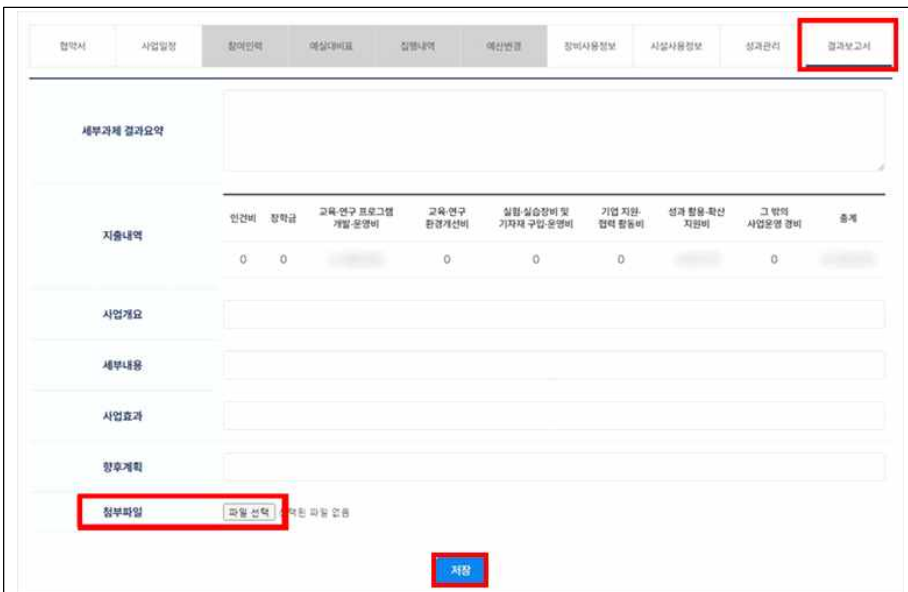 협약서 사업일정 참여인력 예실대비표 집행내역 예산변경 장비사용정보 시설사용정보 성과관리 결과보고서
세부과제 결과요약
지출내역
인건비 장학금 교육·연구 프로그램 개발·운영비 교육·연구 환경개선비 실험·실습장비 및 기자재 구입·운영비 기업 지원·협력 활동비 성과 활용·확산 지원비 그 밖의 사업운영 경비 총계
0 0 0 0 0 0
사업개요
세부내용
사업효과
향후계획
첨부파일 파일 선택 파일 없음
저장